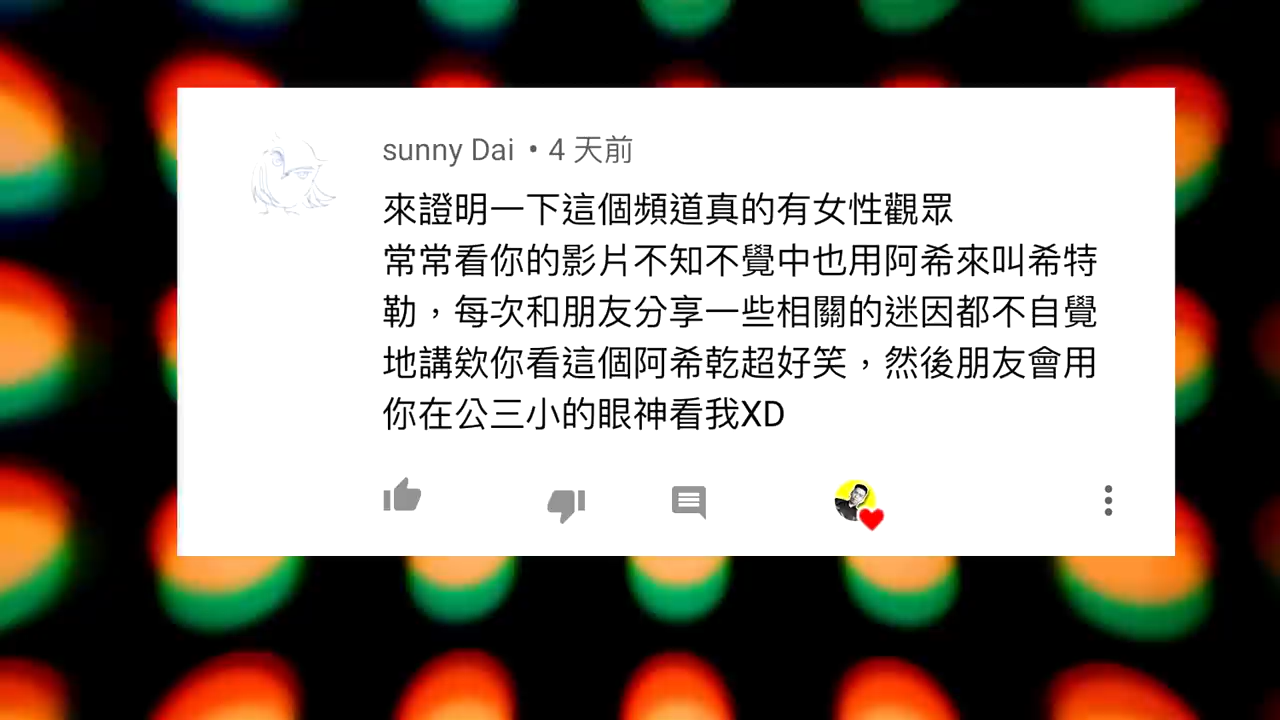 sunny Dai • 4 天前
來證明一下這個頻道真的有女性觀眾
常常看你的影片不知不覺中也用阿希來叫希特
勒，每次和朋友分享一些相關的迷因都不自覺
地講欸你看這個阿希乾超好笑，然後朋友會用
你在公三小的眼神看我XD